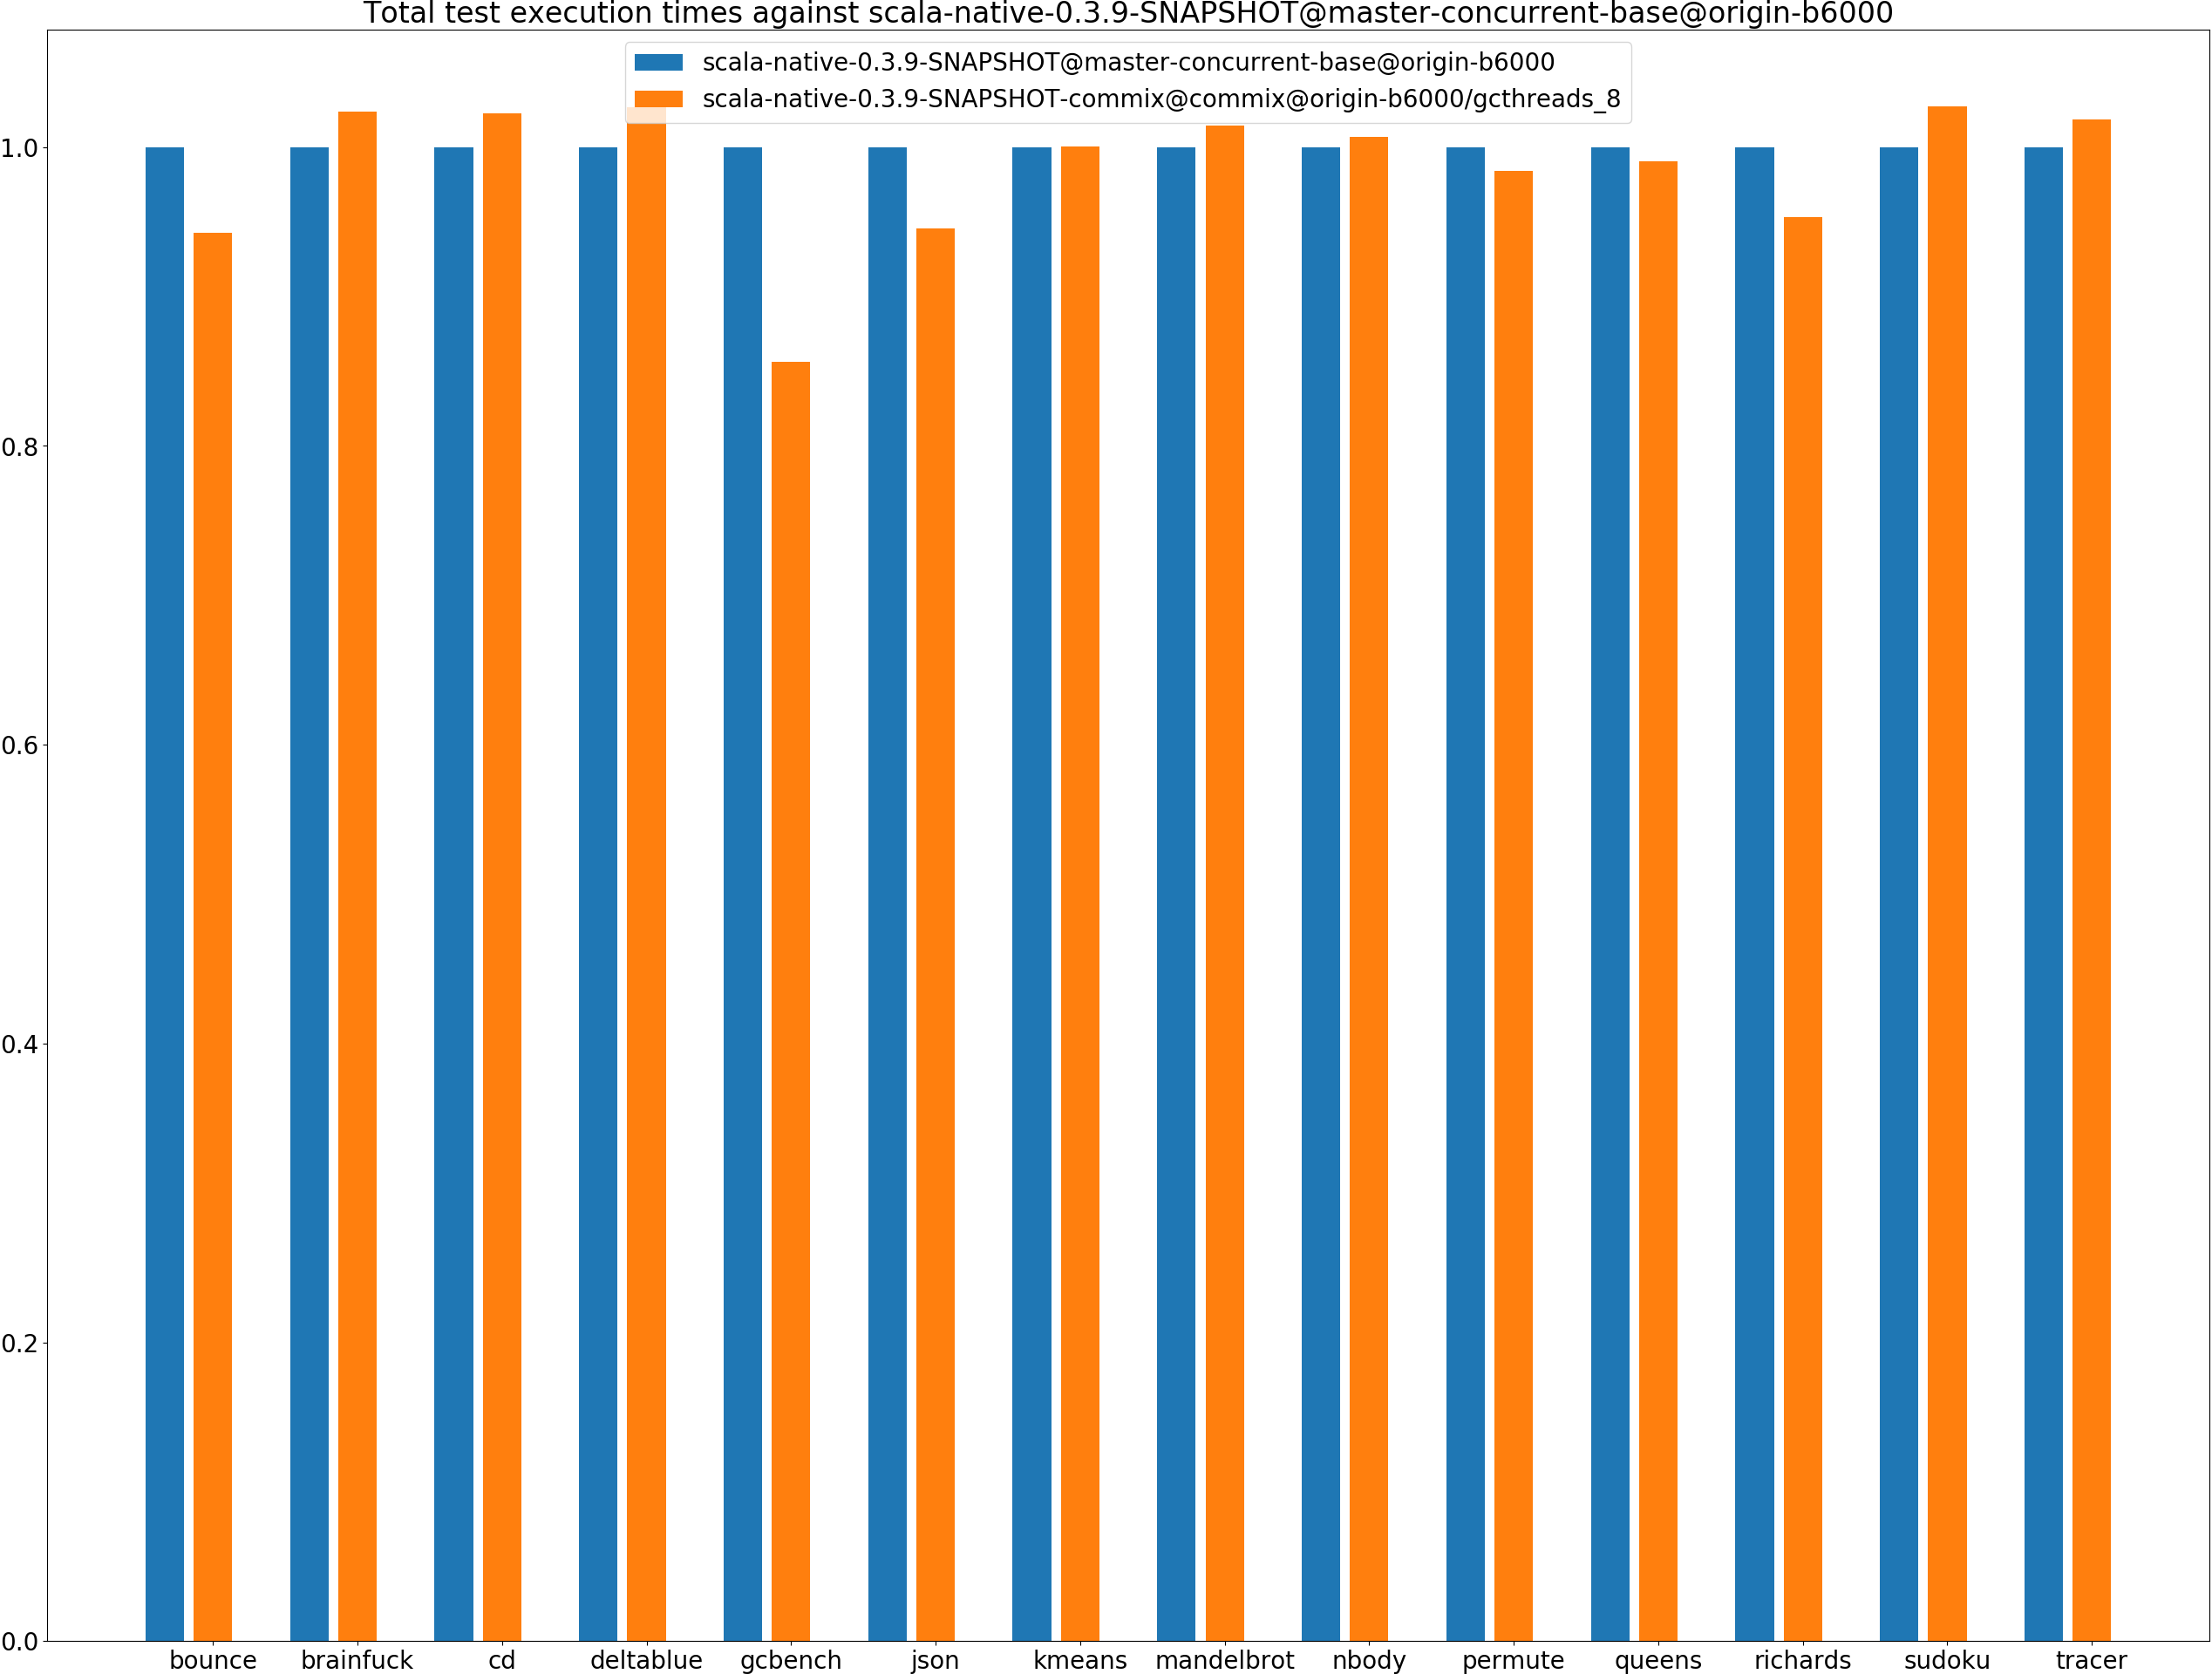 Total test execution times against scala-native-0.3.9-SNAPSHOT@master-concurrent-base@origin-b6000
scala-native-0.3.9-SNAPSHOT@master-concurrent-base@origin-b6000
scala-native-0.3.9-SNAPSHOT-commix@commix@origin-b6000/gcthreads_8
1.0
0.8
0.6
0.4
0.2
0.0
bounce brainfuck cd deltablue gcbench json kmeans mandelbrot nbody permute queens richards sudoku tracer